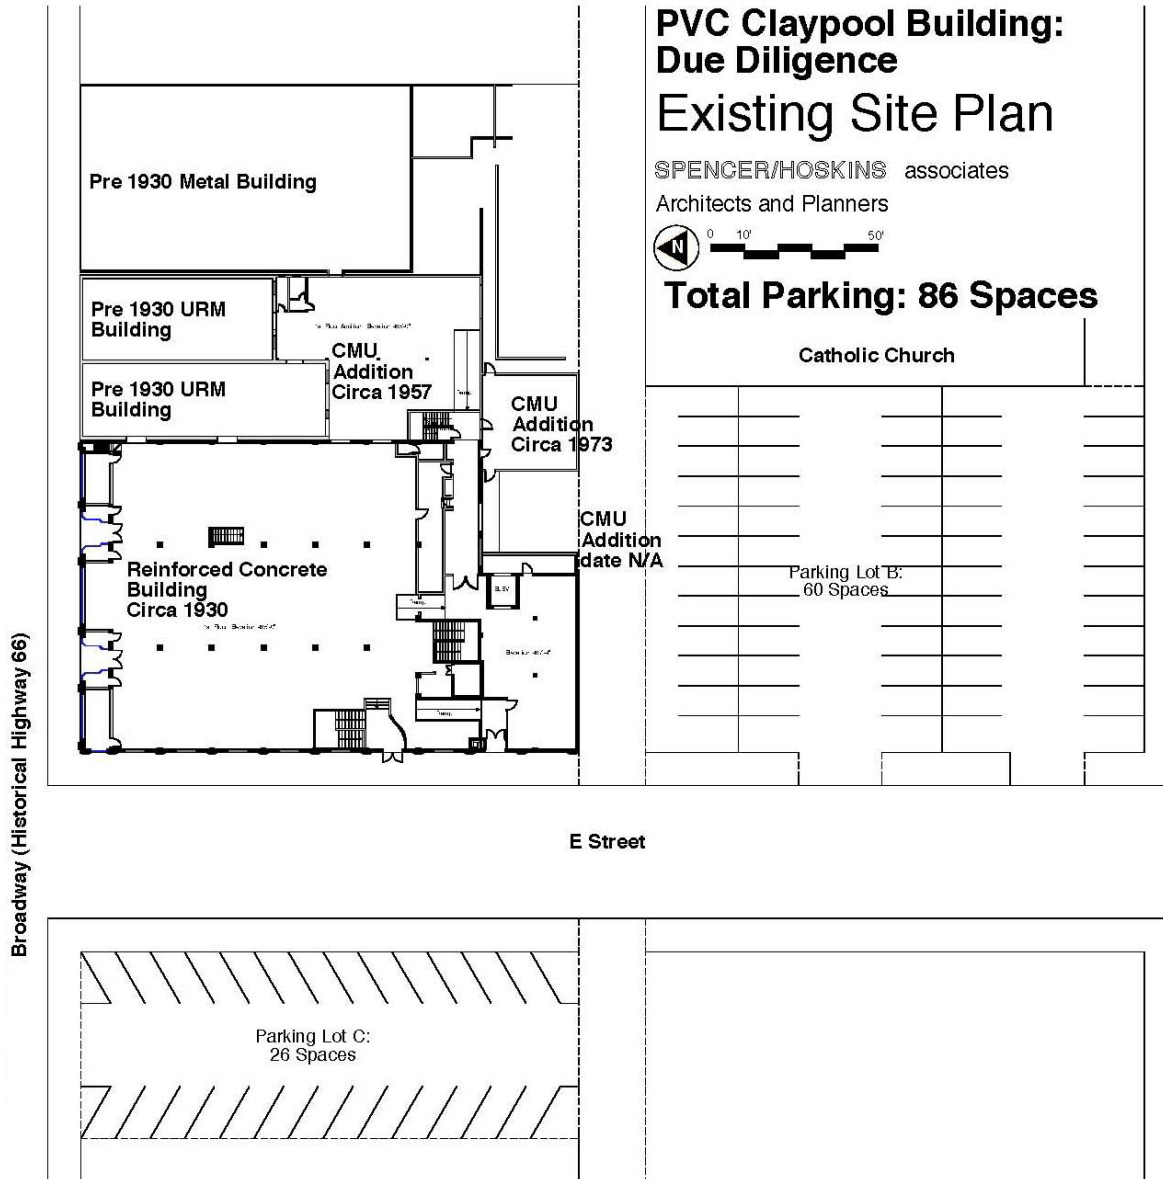 PVC Claypool Building:
Due Diligence
Existing Site Plan
SPENCER/HOSKINS associates
Architects and Planners
N
0 10' 50'
Total Parking: 86 Spaces
Catholic Church
Pre 1930 Metal Building
Pre 1930 URM
Building
Pre 1930 URM
Building
CMU
Addition
Circa 1957
CMU
Addition
Circa 1973
CMU
Addition
date N/A
Reinforced Concrete
Building
Circa 1930
ELEV
Parking Lot B:
60 Spaces
Broadway (Historical Highway 66)
E Street
Parking Lot C:
26 Spaces